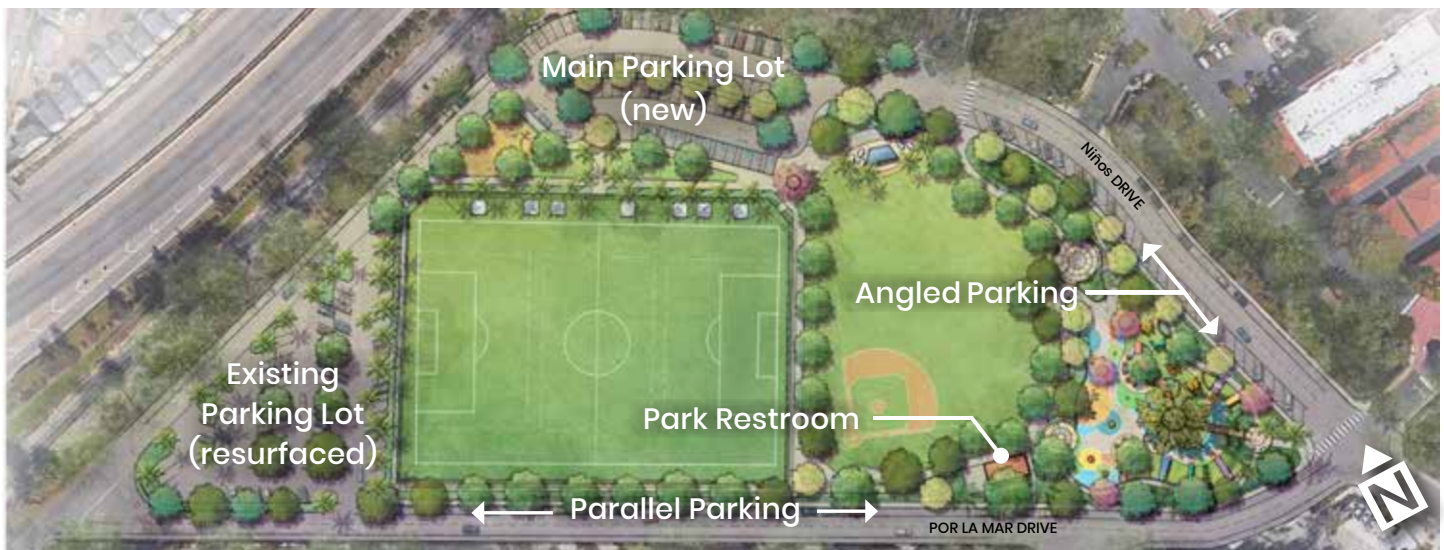 Main Parking Lot
(new)
Niños DRIVE
Angled Parking
Existing
Parking Lot
(resurfaced)
Park Restroom
Parallel Parking
POR LA MAR DRIVE
N